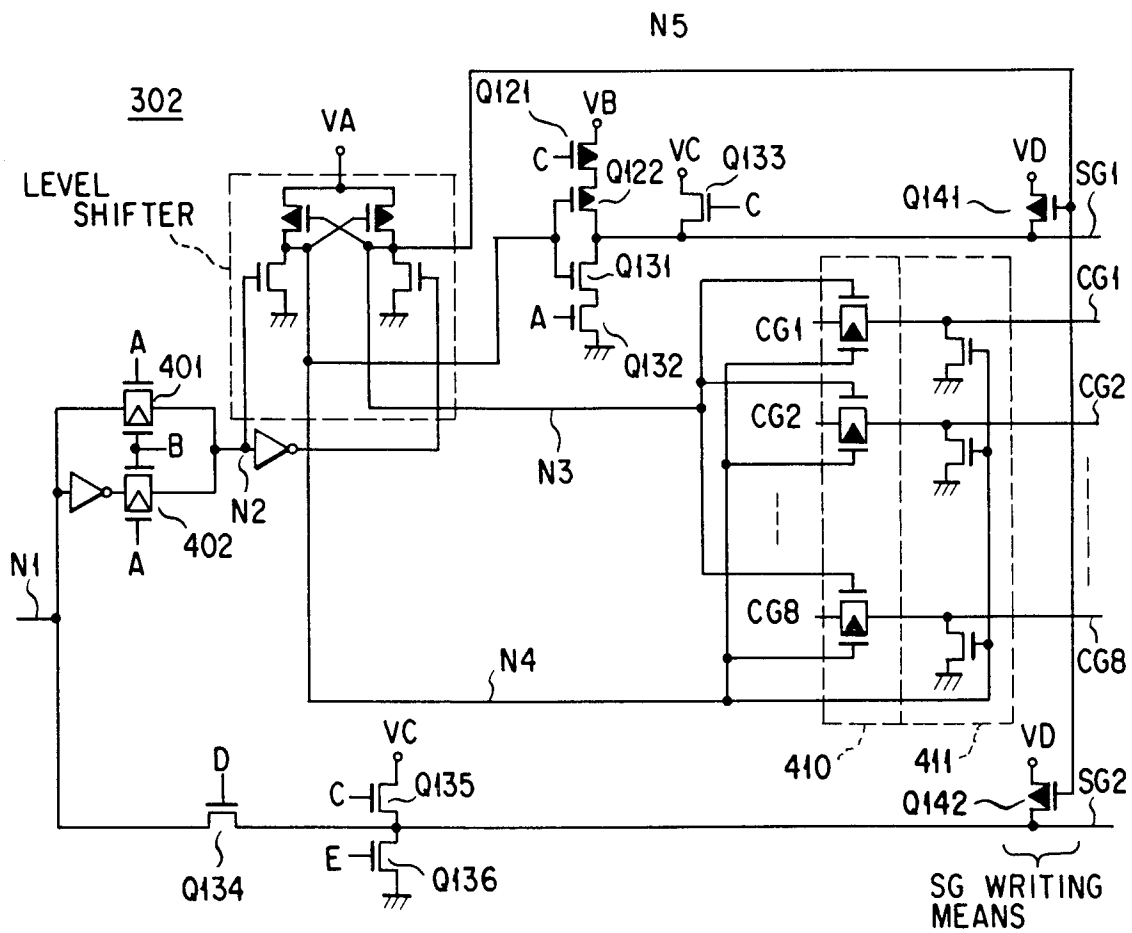 N5
302
Q121
VB
VA
C
VC
Q133
VD
LEVEL
SHIFTER
Q122
C
Q141
SG1
Q131
A
Q132
CG1
CG1
A
401
CG2
CG2
B
N2
N3
402
A
N1
CG8
N4
CG8
VC
410
411
VD
D
C
Q135
Q142
SG2
E
Q134
Q136
SG WRITING
MEANS